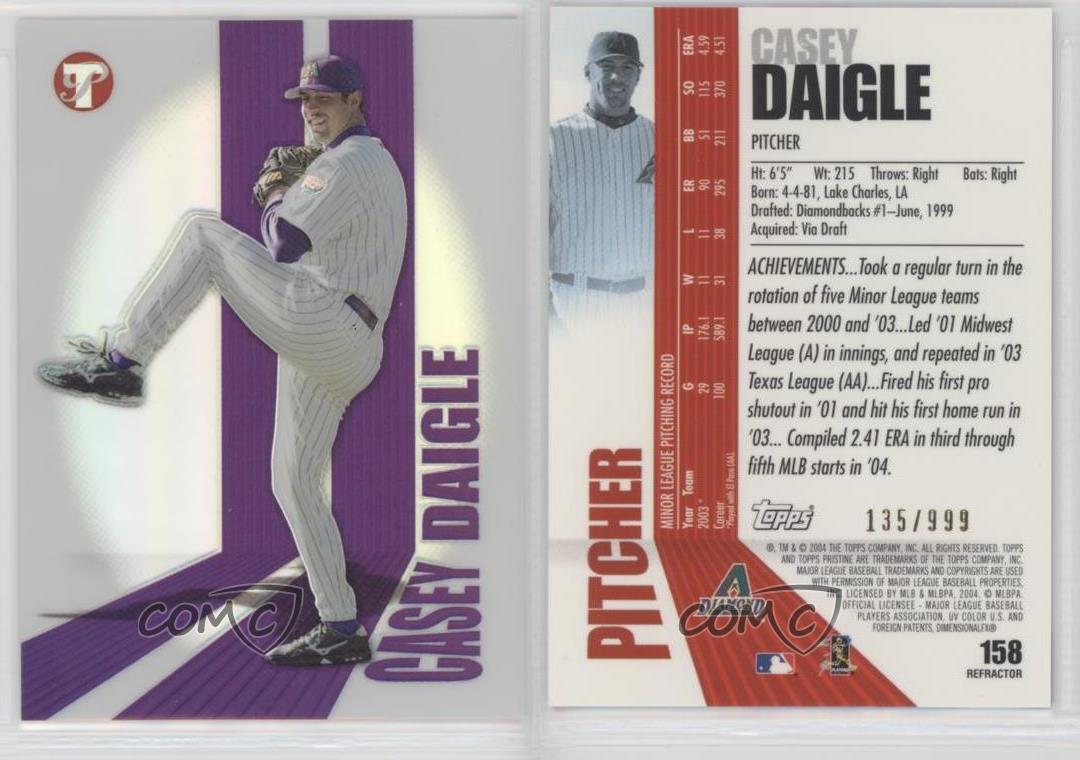 T
CASEY DAIGLE
COMC
CASEY
DAIGLE
PITCHER
Ht: 6'5" Wt: 215 Throws: Right Bats: Right
Born: 4-4-81, Lake Charles, LA
Drafted: Diamondbacks #1–June, 1999
Acquired: Via Draft
ACHIEVEMENTS...Took a regular turn in the
rotation of five Minor League teams
between 2000 and '03...Led '01 Midwest
League (A) in innings, and repeated in '03
Texas League (AA)...Fired his first pro
shutout in '01 and hit his first home run in
'03... Compiled 2.41 ERA in third through
fifth MLB starts in '04.
MINOR LEAGUE PITCHING RECORD
Year Team G IP W L ER BB SO ERA
2003 * 29 176.1 11 11 90 51 115 4.59
Career 100 589.1 31 38 295 211 370 4.51
*Played with El Paso (AA).
PITCHER
Topps
135/999
®, TM & © 2004 THE TOPPS COMPANY, INC. ALL RIGHTS RESERVED. TOPPS
AND TOPPS PRISTINE ARE TRADEMARKS OF THE TOPPS COMPANY, INC.
MAJOR LEAGUE BASEBALL TRADEMARKS AND COPYRIGHTS ARE USED
WITH PERMISSION OF MAJOR LEAGUE BASEBALL PROPERTIES,
INC. LICENSED BY MLB & MLBPA, 2004. © MLBPA.
OFFICIAL LICENSEE - MAJOR LEAGUE BASEBALL
PLAYERS ASSOCIATION. UV COLOR U.S. AND
FOREIGN PATENTS, DIMENSIONALFX®
COMC
158
REFRACTOR